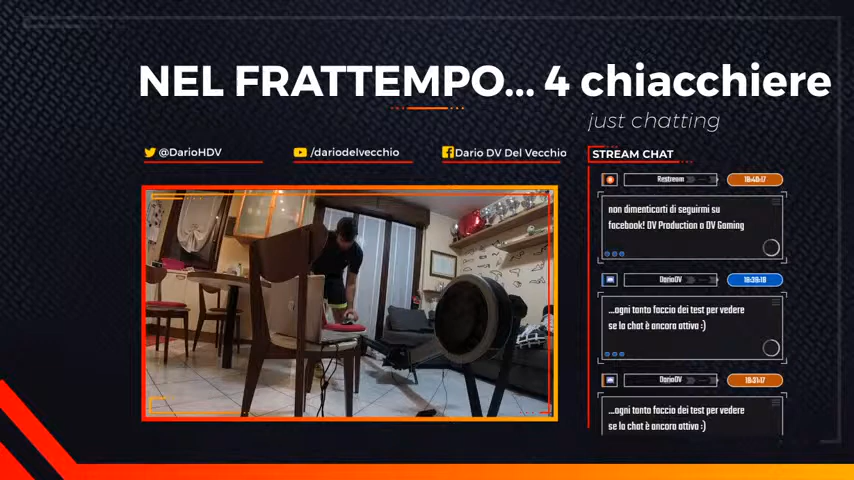 NEL FRATTEMPO... 4 chiacchiere
just chatting
@DarioHDV
/dariodelvecchio
Dario DV Del Vecchio
STREAM CHAT
Restream 18:40:17
non dimenticarti di seguirmi su
facebook! DV Production o DV Gaming
DarioDV
...ogni tanto faccio dei test per vedere
se la chat è ancora attiva :)
DarioDV 18:31:17
...ogni tanto faccio dei test per vedere
se la chat è ancora attiva :)